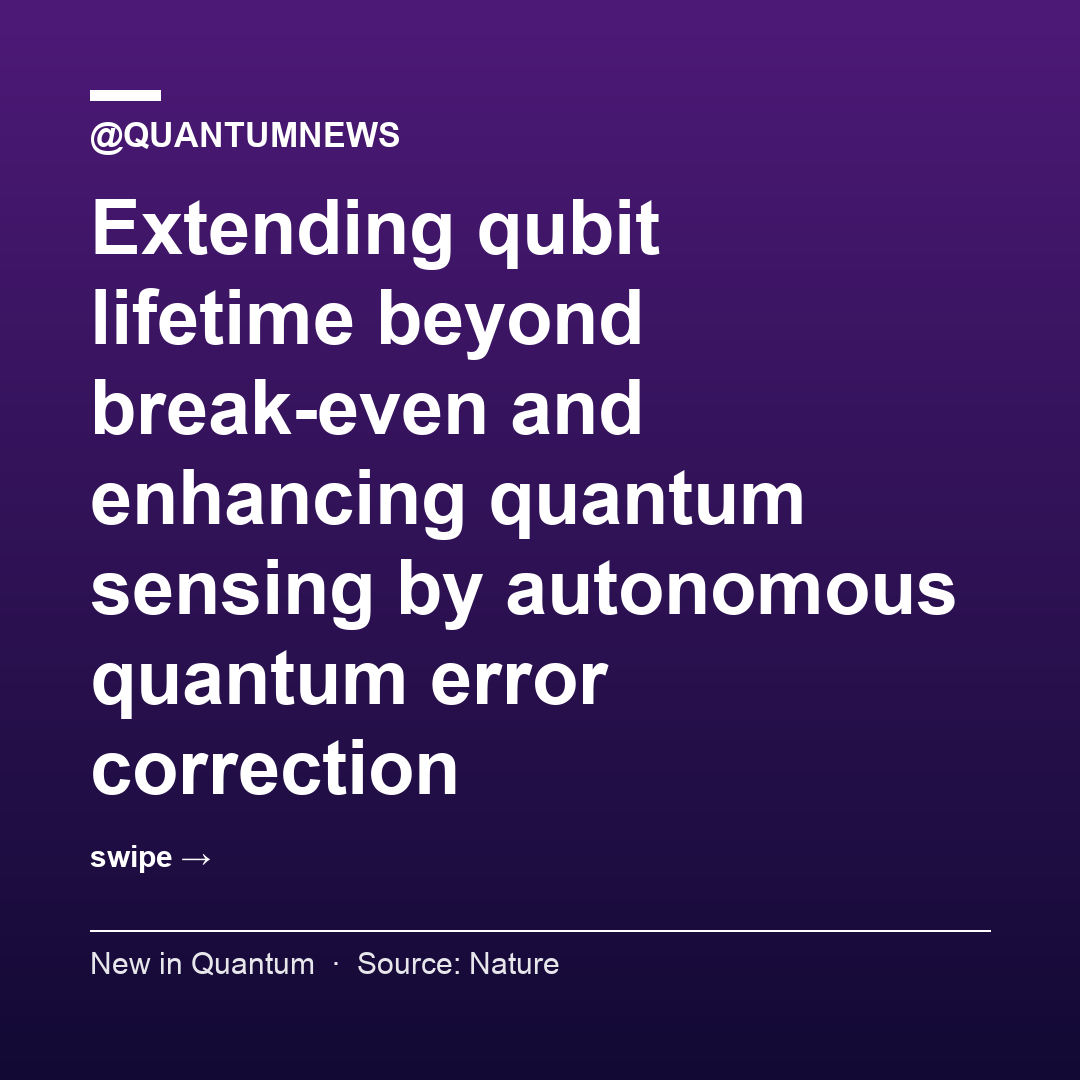 @QUANTUMNEWS
Extending qubit
lifetime beyond
break-even and
enhancing quantum
sensing by autonomous
quantum error
correction
swipe →
New in Quantum · Source: Nature